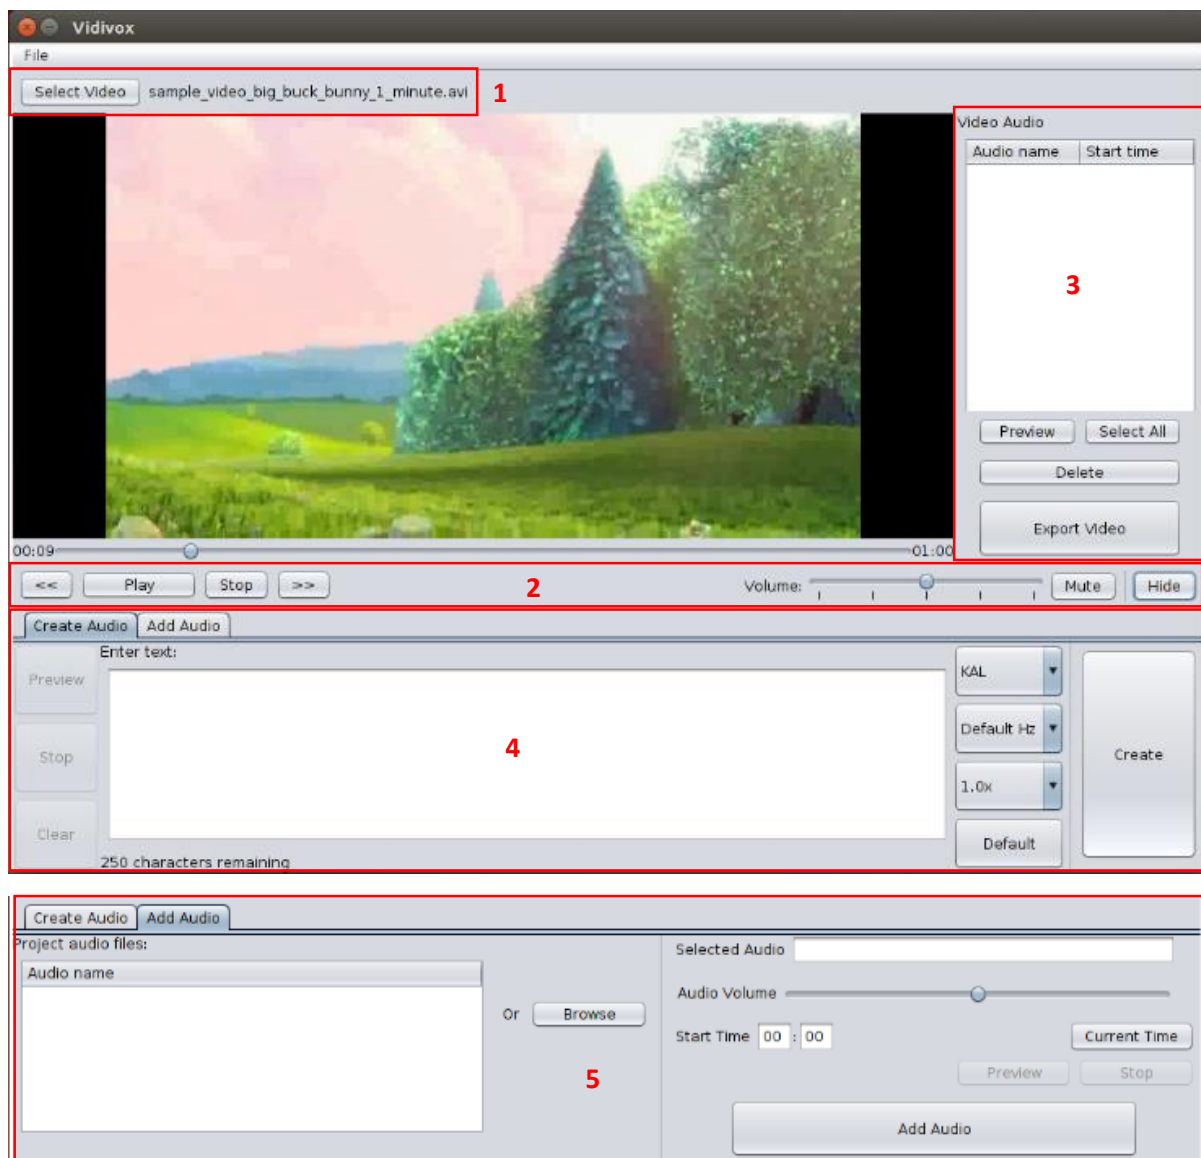 Vidivox
File
Select Video sample_video_big_buck_bunny_1_minute.avi 1
Video Audio
Audio name Start time
3
Preview Select All
Delete
Export Video
00:09 01:00
<< Play Stop >> 2 Volume: Mute Hide
Create Audio Add Audio
Enter text:
Preview KAL
Default Hz
Stop 4 Create
1.0x
Clear Default
250 characters remaining
Create Audio Add Audio
Project audio files: Selected Audio
Audio name
Audio Volume
Or Browse
Start Time 00 : 00 Current Time
5 Preview Stop
Add Audio